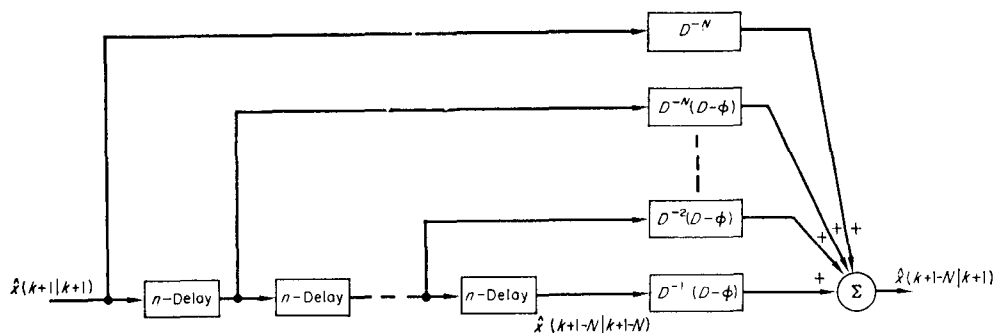 D⁻ᴺ
D⁻ᴺ(D-ϕ)
D⁻²(D-ϕ)
+ + +
x̂(k+1|k+1)
n-Delay
n-Delay
n-Delay
x̂(k+1-N|k+1-N)
D⁻¹ (D-ϕ)
+
Σ
x̂(k+1-N|k+1)